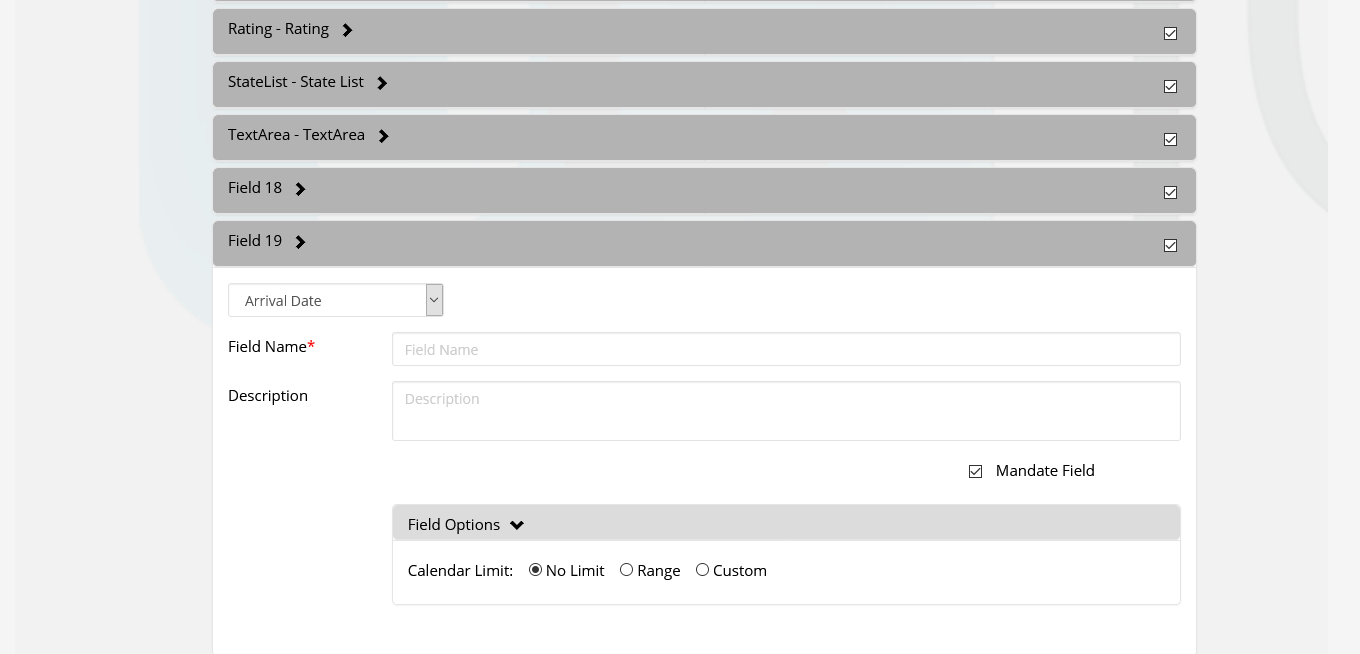 Rating - Rating
StateList - State List
TextArea - TextArea
Field 18
Field 19
Arrival Date
Field Name*
Field Name
Description
Description
Mandate Field
Field Options
Calendar Limit: No Limit Range Custom